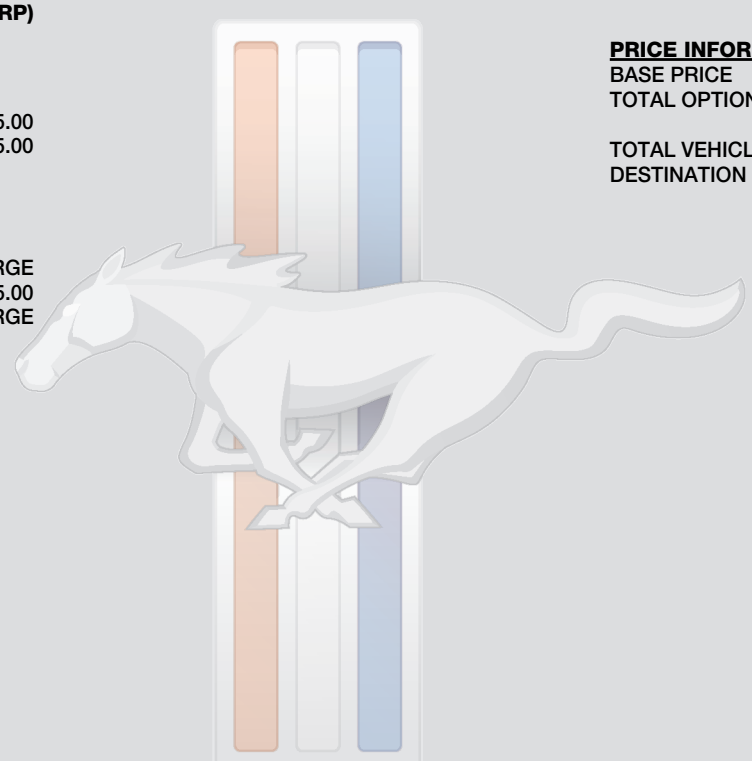 RP)
5.00
5.00
RGE
5.00
RGE
PRICE INFOR
BASE PRICE
TOTAL OPTION
TOTAL VEHICL
DESTINATION